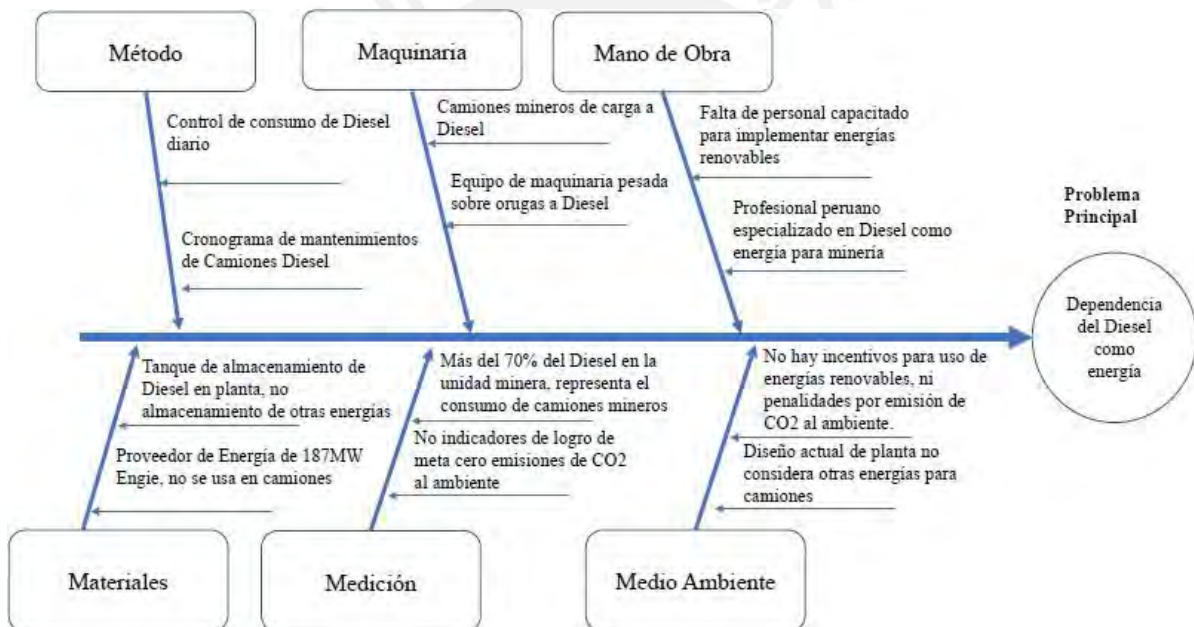 Método
Maquinaria
Mano de Obra
Control de consumo de Diesel
diario
Cronograma de mantenimientos
de Camiones Diesel
Camiones mineros de carga a
Diesel
Equipo de maquinaria pesada
sobre orugas a Diesel
Falta de personal capacitado
para implementar energías
renovables
Profesional peruano
especializado en Diesel como
energía para minería
Problema
Principal
Dependencia
del Diesel
como
energía
Tanque de almacenamiento de
Diesel en planta, no
almacenamiento de otras energías
Proveedor de Energía de 187MW
Engie, no se usa en camiones
Más del 70% del Diesel en la
unidad minera, representa el
consumo de camiones mineros
No indicadores de logro de
meta cero emisiones de CO2
al ambiente
No hay incentivos para uso de
energías renovables, ni
penalidades por emisión de
CO2 al ambiente.
Diseño actual de planta no
considera otras energías para
camiones
Materiales
Medición
Medio Ambiente